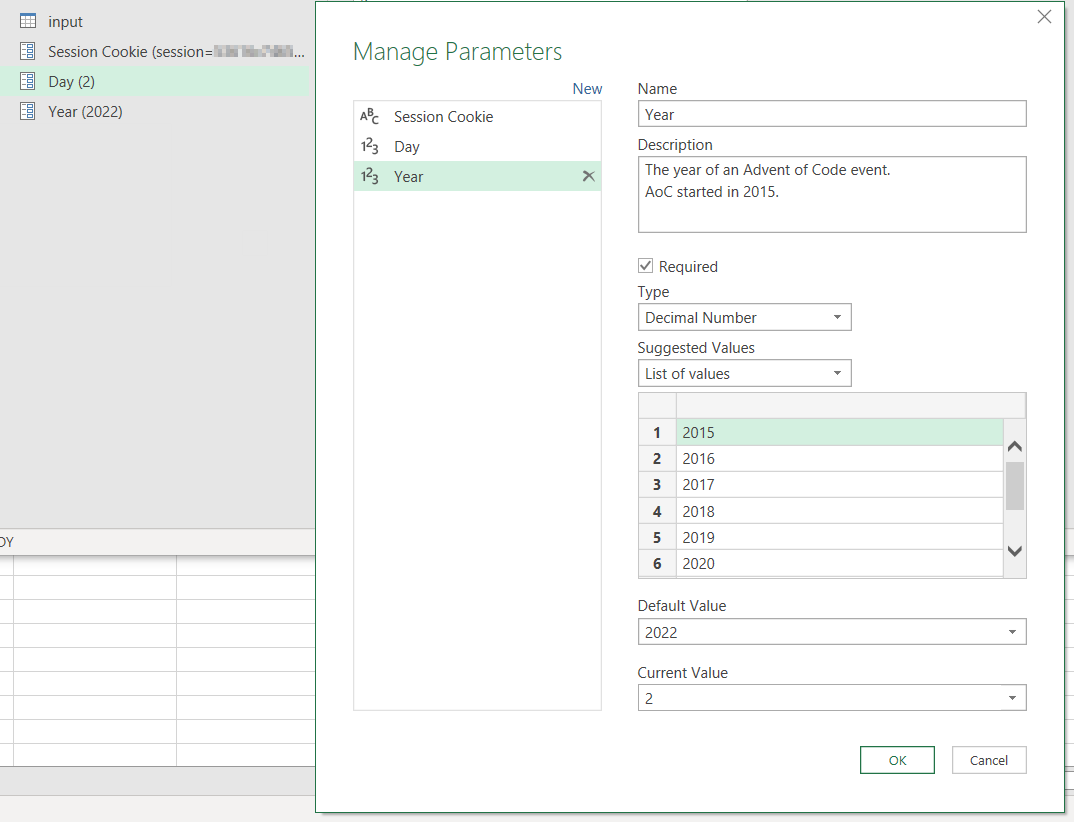 input
Session Cookie (session=
...
Day (2)
Year (2022)
DY
Manage Parameters
New
ABC Session Cookie
123 Day
123 Year
Name
Year
Description
The year of an Advent of Code event.
AoC started in 2015.
Required
Type
Decimal Number
Suggested Values
List of values
1 2015
2 2016
3 2017
4 2018
5 2019
6 2020
Default Value
2022
Current Value
2
OK
Cancel